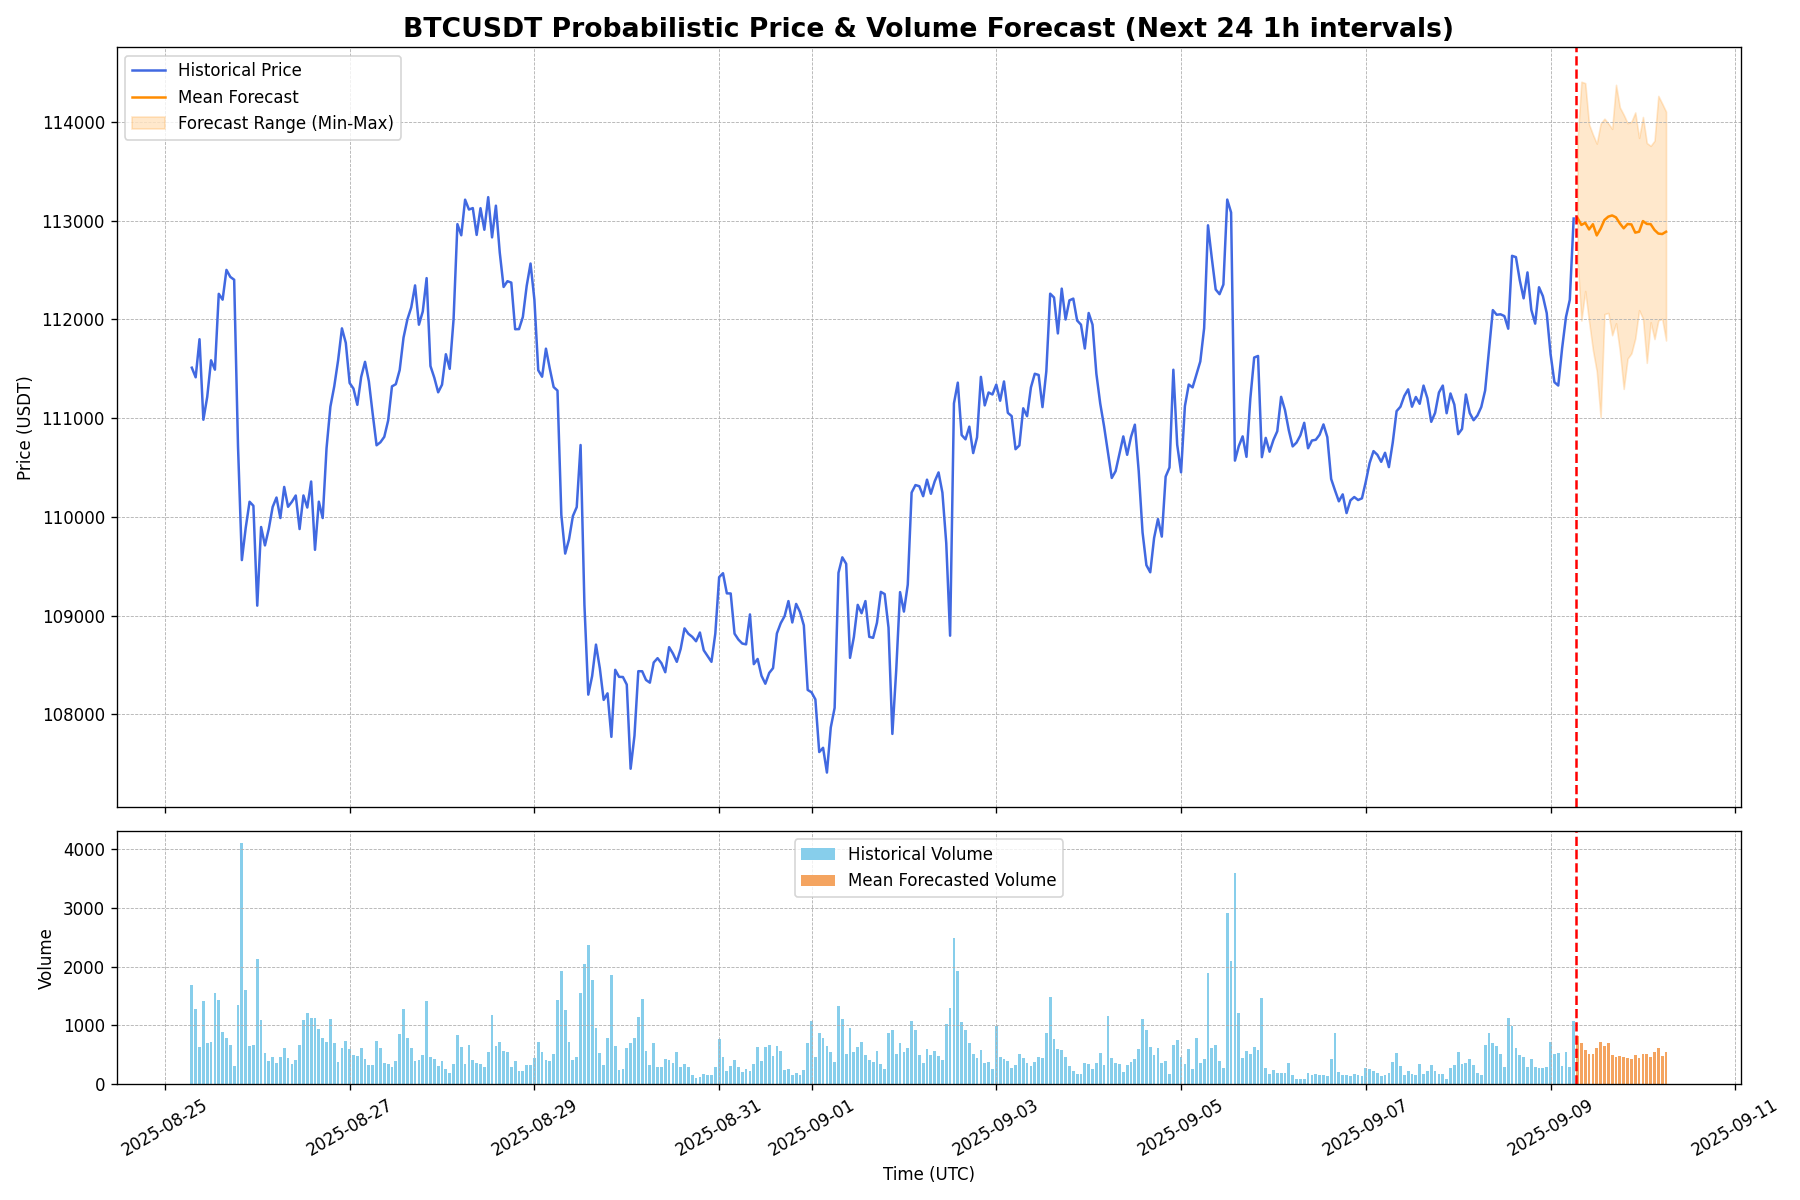 BTCUSDT Probabilistic Price & Volume Forecast (Next 24 1h intervals)
Historical Price
Mean Forecast
Forecast Range (Min-Max)
114000
113000
112000
111000
110000
109000
108000
Price (USDT)
Historical Volume
Mean Forecasted Volume
4000
3000
2000
1000
0
Volume
2025-08-25
2025-08-27
2025-08-29
2025-08-31
2025-09-01
2025-09-03
2025-09-05
2025-09-07
2025-09-09
2025-09-11
Time (UTC)